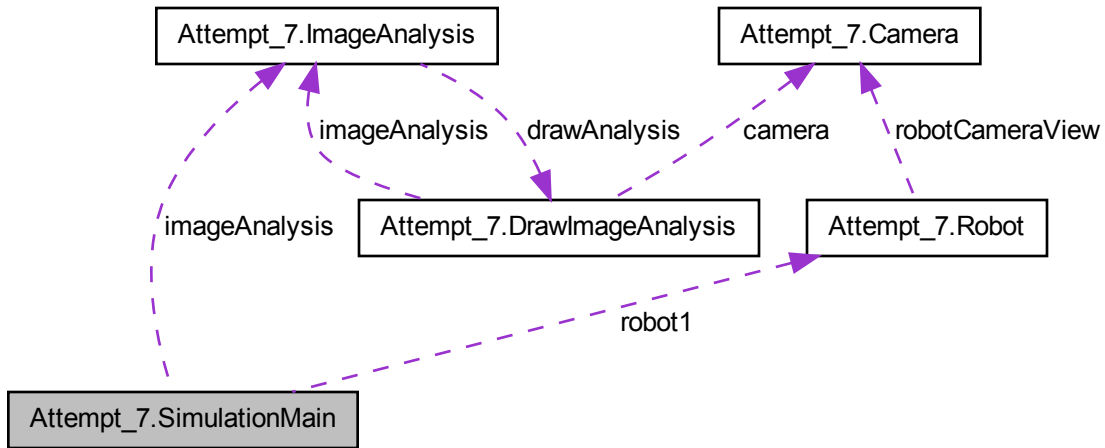 Attempt_7.ImageAnalysis
Attempt_7.Camera
imageAnalysis
drawAnalysis
camera
robotCameraView
Attempt_7.DrawImageAnalysis
Attempt_7.Robot
imageAnalysis
robot1
Attempt_7.SimulationMain